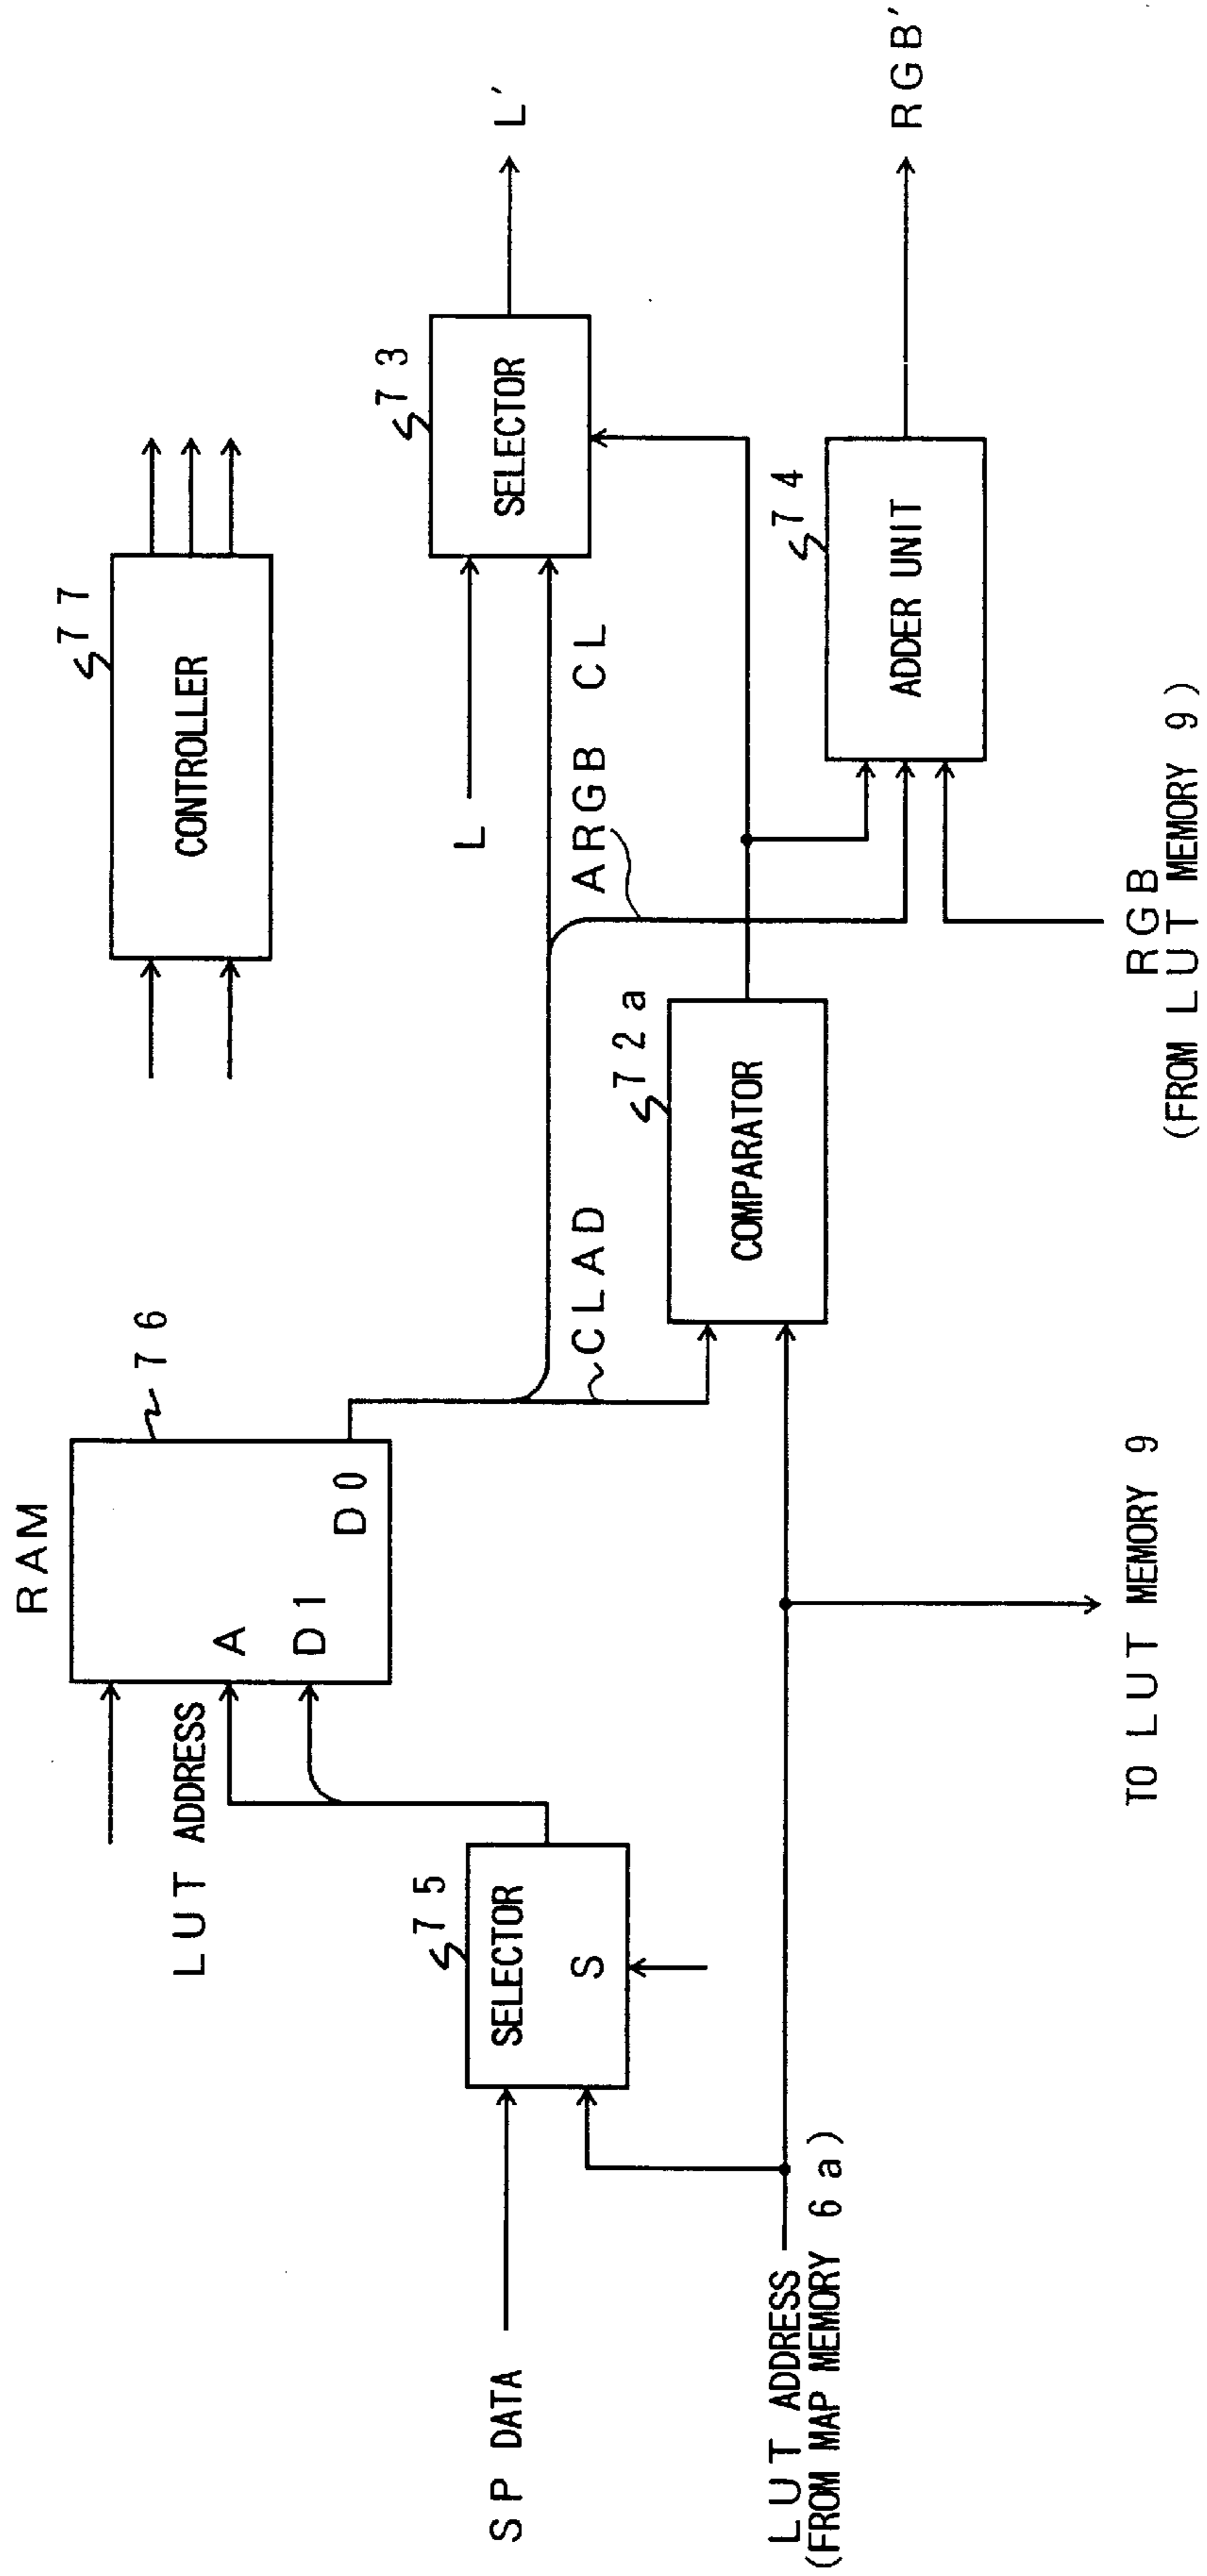 RAM
76
LUT ADDRESS
A
D1
D0
77
CONTROLLER
SP DATA
75
SELECTOR
S
CLAD
ARGB CL
L
73
SELECTOR
L'
72a
COMPARATOR
74
ADDER UNIT
RGB'
LUT ADDRESS
(FROM MAP MEMORY 6a)
TO LUT MEMORY 9
RGB
(FROM LUT MEMORY 9)